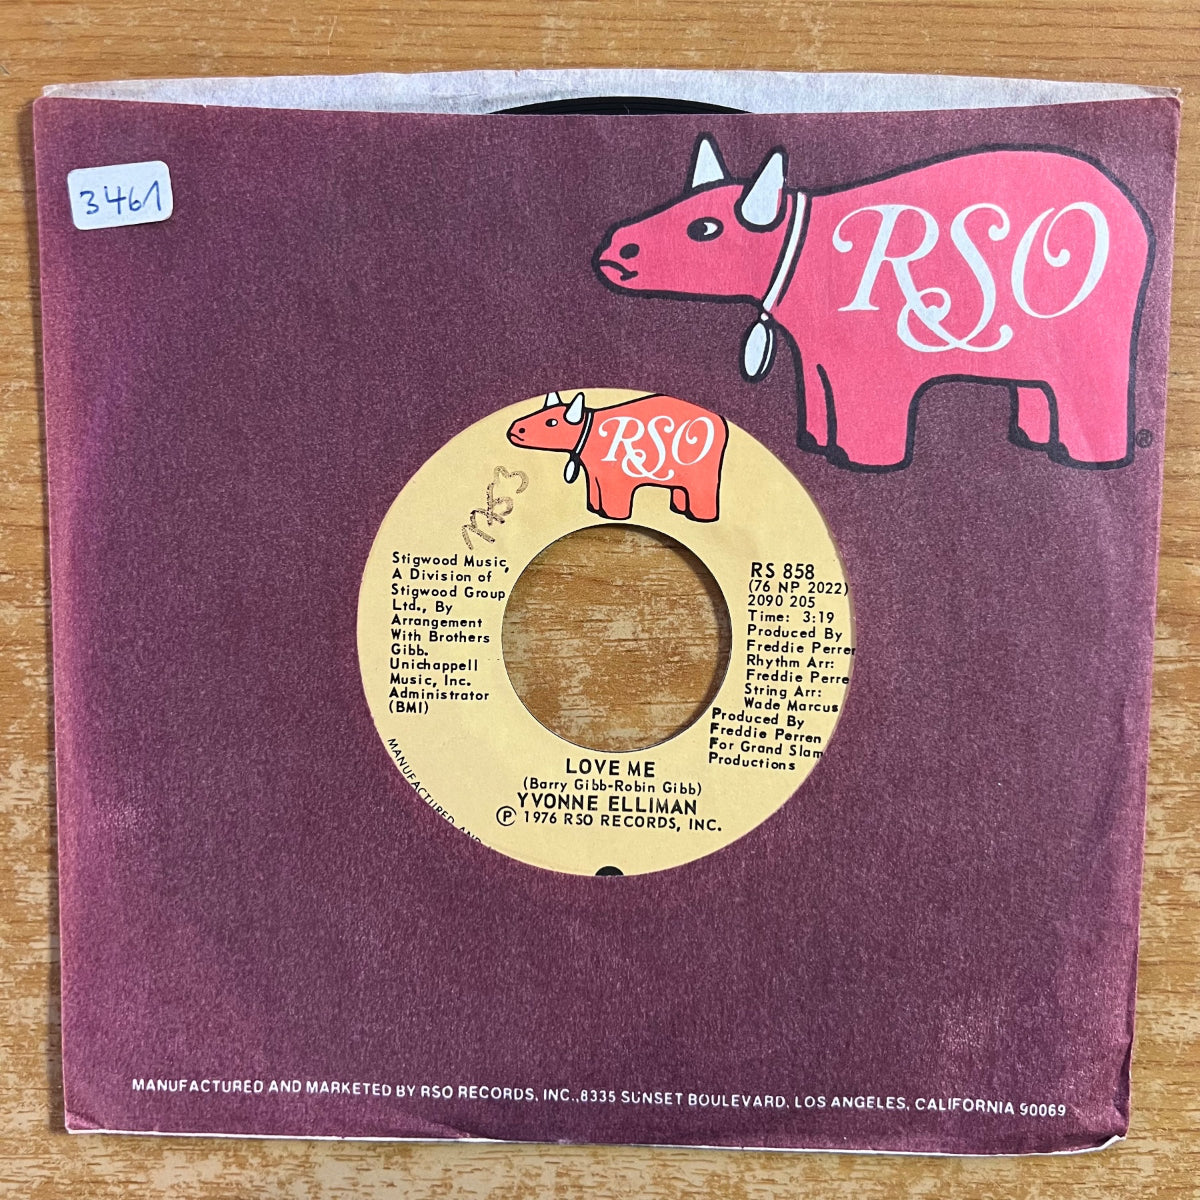 3461
RSO
®
RSO
Stigwood Music,
A Division of
Stigwood Group
Ltd., By
Arrangement
With Brothers
Gibb.
Unichappell
Music, Inc.
Administrator
(BMI)
RS 858
(76 NP 2022)
2090 205
Time: 3:19
Produced By
Freddie Perren
Rhythm Arr:
Freddie Perre
String Arr:
Wade Marcus
Produced By
Freddie Perren
For Grand Slam
Productions
MANUFACTURED AND
LOVE ME
(Barry Gibb-Robin Gibb)
YVONNE ELLIMAN
Ⓟ 1976 RSO RECORDS, INC.
MANUFACTURED AND MARKETED BY RSO RECORDS, INC.,8335 SUNSET BOULEVARD, LOS ANGELES, CALIFORNIA 90069